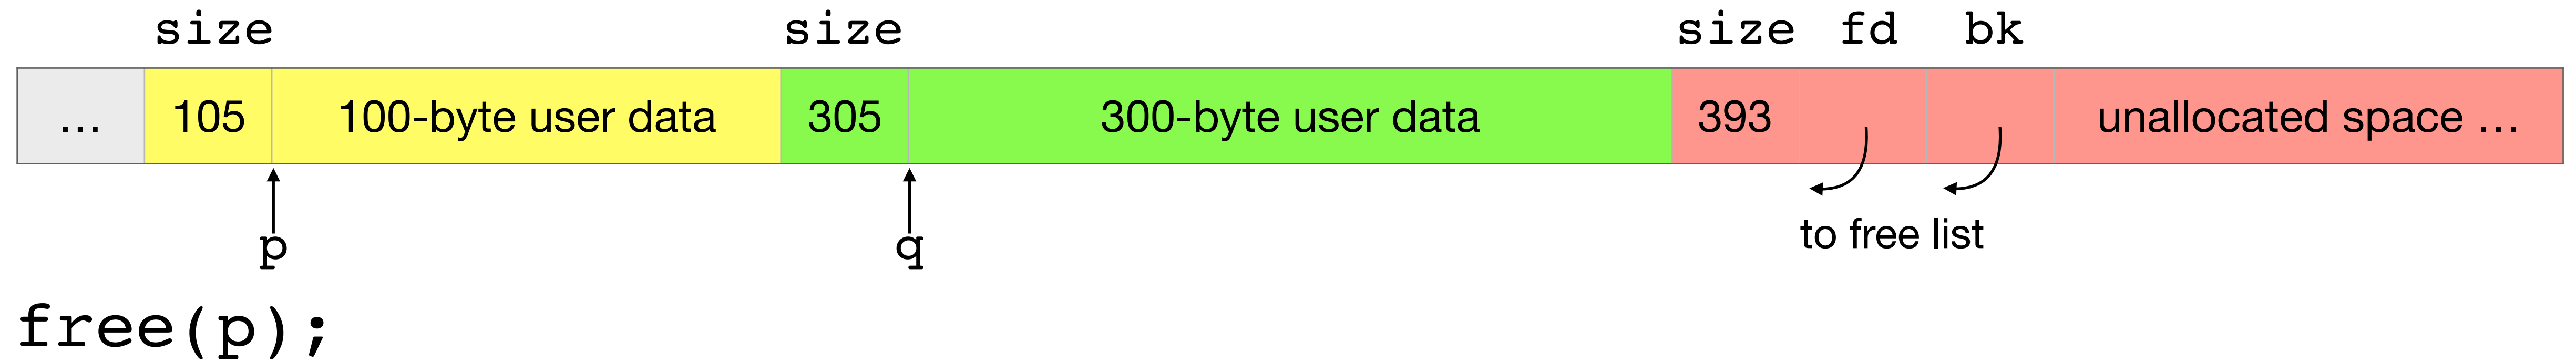 size size size fd bk
… 105 100-byte user data 305 300-byte user data 393 unallocated space …
p q to free list
free(p);